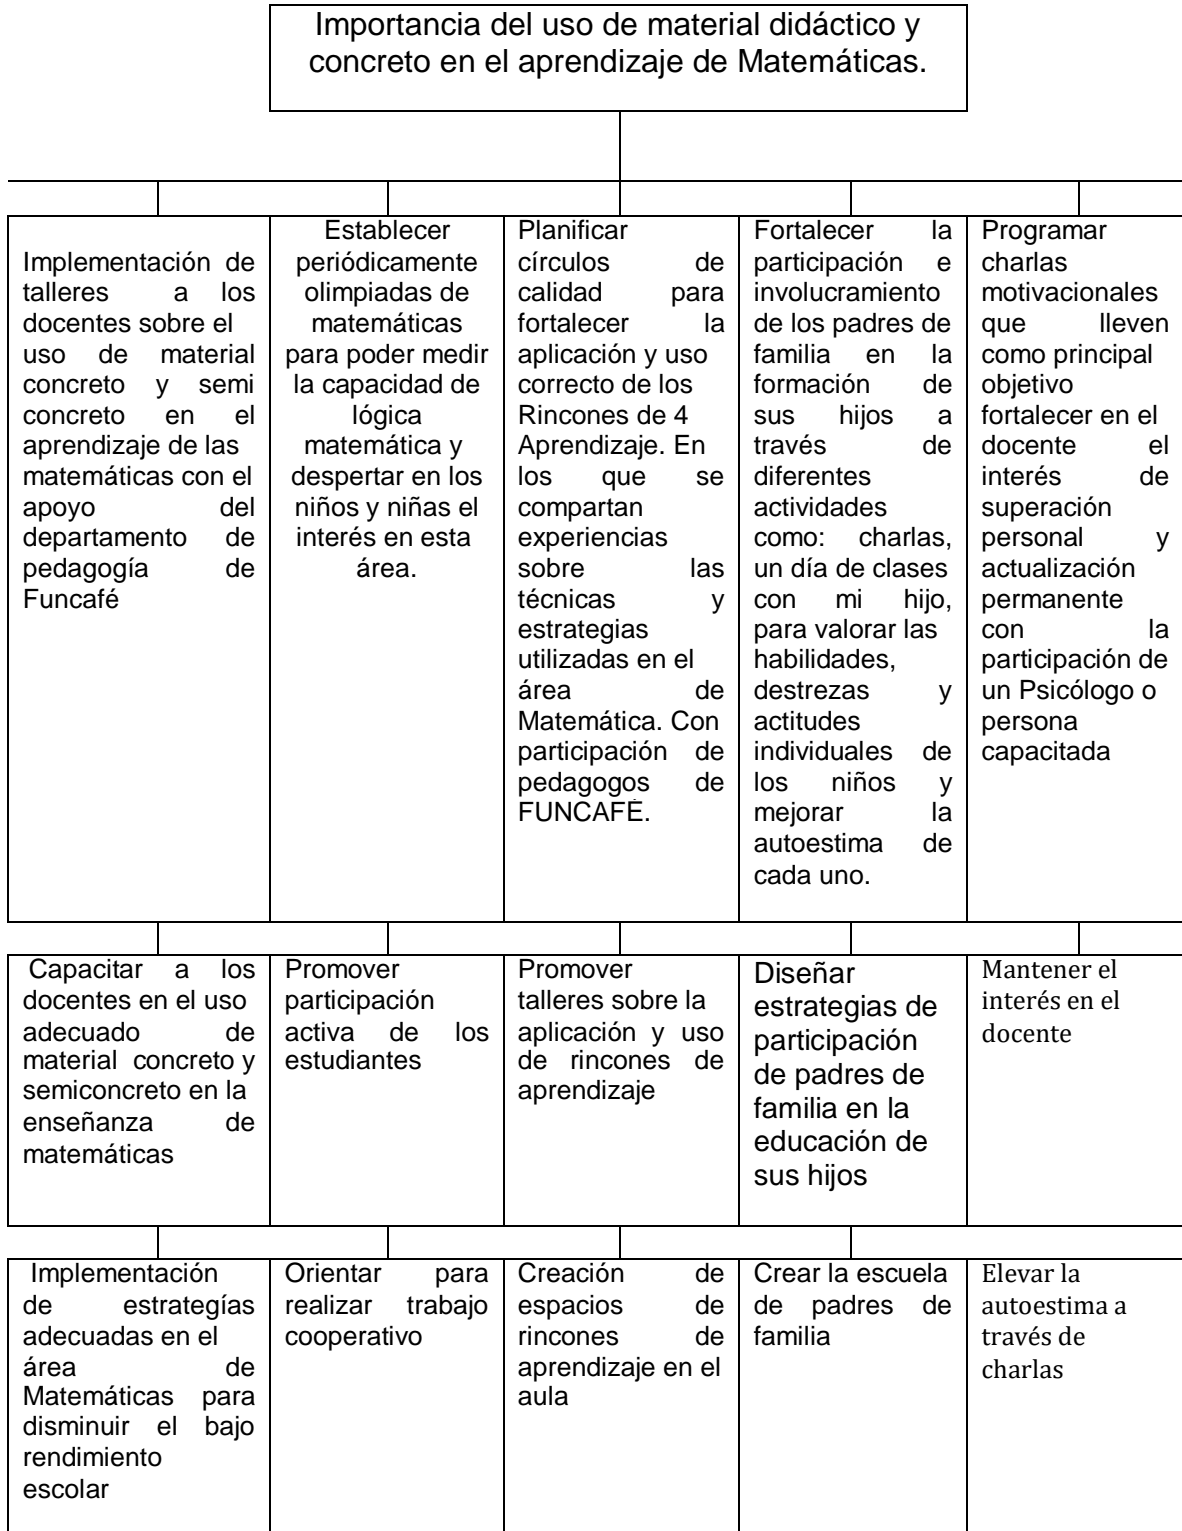 Importancia del uso de material didáctico y
concreto en el aprendizaje de Matemáticas.
Implementación de
talleres a los
docentes sobre el
uso de material
concreto y semi
concreto en el
aprendizaje de las
matemáticas con el
apoyo del
departamento de
pedagogía de
Funcafé
Establecer
periódicamente
olimpiadas de
matemáticas
para poder medir
la capacidad de
lógica
matemática y
despertar en los
niños y niñas el
interés en esta
área.
Planificar
círculos de
calidad para
fortalecer la
aplicación y uso
correcto de los
Rincones de 4
Aprendizaje. En
los que se
compartan
experiencias
sobre las
técnicas y
estrategias
utilizadas en el
área de
Matemática. Con
participación de
pedagogos de
FUNCAFÉ.
Fortalecer la
participación e
involucramiento
de los padres de
familia en la
formación de
sus hijos a
través de
diferentes
actividades
como: charlas,
un día de clases
con mi hijo,
para valorar las
habilidades,
destrezas y
actitudes
individuales de
los niños y
mejorar la
autoestima de
cada uno.
Programar
charlas
motivacionales
que lleven
como principal
objetivo
fortalecer en el
docente el
interés de
superación
personal y
actualización
permanente
con la
participación de
un Psicólogo o
persona
capacitada
Capacitar a los
docentes en el uso
adecuado de
material concreto y
semiconcreto en la
enseñanza de
matemáticas
Promover
participación
activa de los
estudiantes
Promover
talleres sobre la
aplicación y uso
de rincones de
aprendizaje
Diseñar
estrategias de
participación
de padres de
familia en la
educación de
sus hijos
Mantener el
interés en el
docente
Implementación
de estrategías
adecuadas en el
área de
Matemáticas para
disminuir el bajo
rendimiento
escolar
Orientar para
realizar trabajo
cooperativo
Creación de
espacios de
rincones de
aprendizaje en el
aula
Crear la escuela
de padres de
familia
Elevar la
autoestima a
través de
charlas